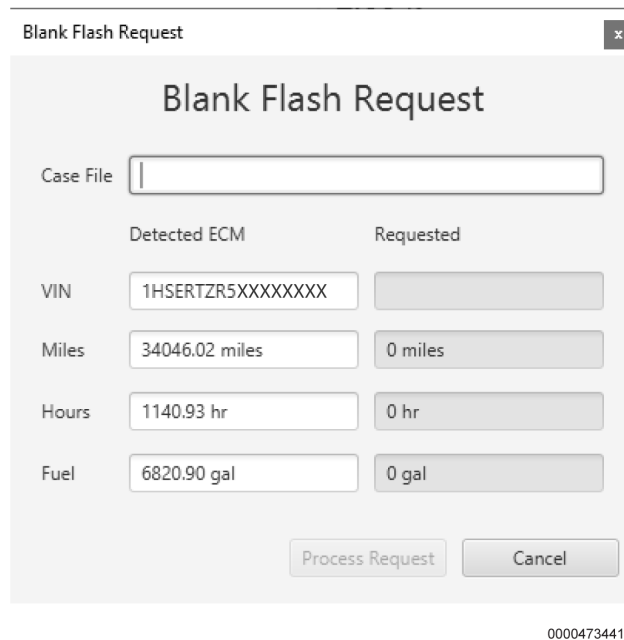 Blank Flash Request
x
Blank Flash Request
Case File
Detected ECM Requested
VIN 1HSERTZR5XXXXXXXX
Miles 34046.02 miles 0 miles
Hours 1140.93 hr 0 hr
Fuel 6820.90 gal 0 gal
Process Request Cancel
0000473441